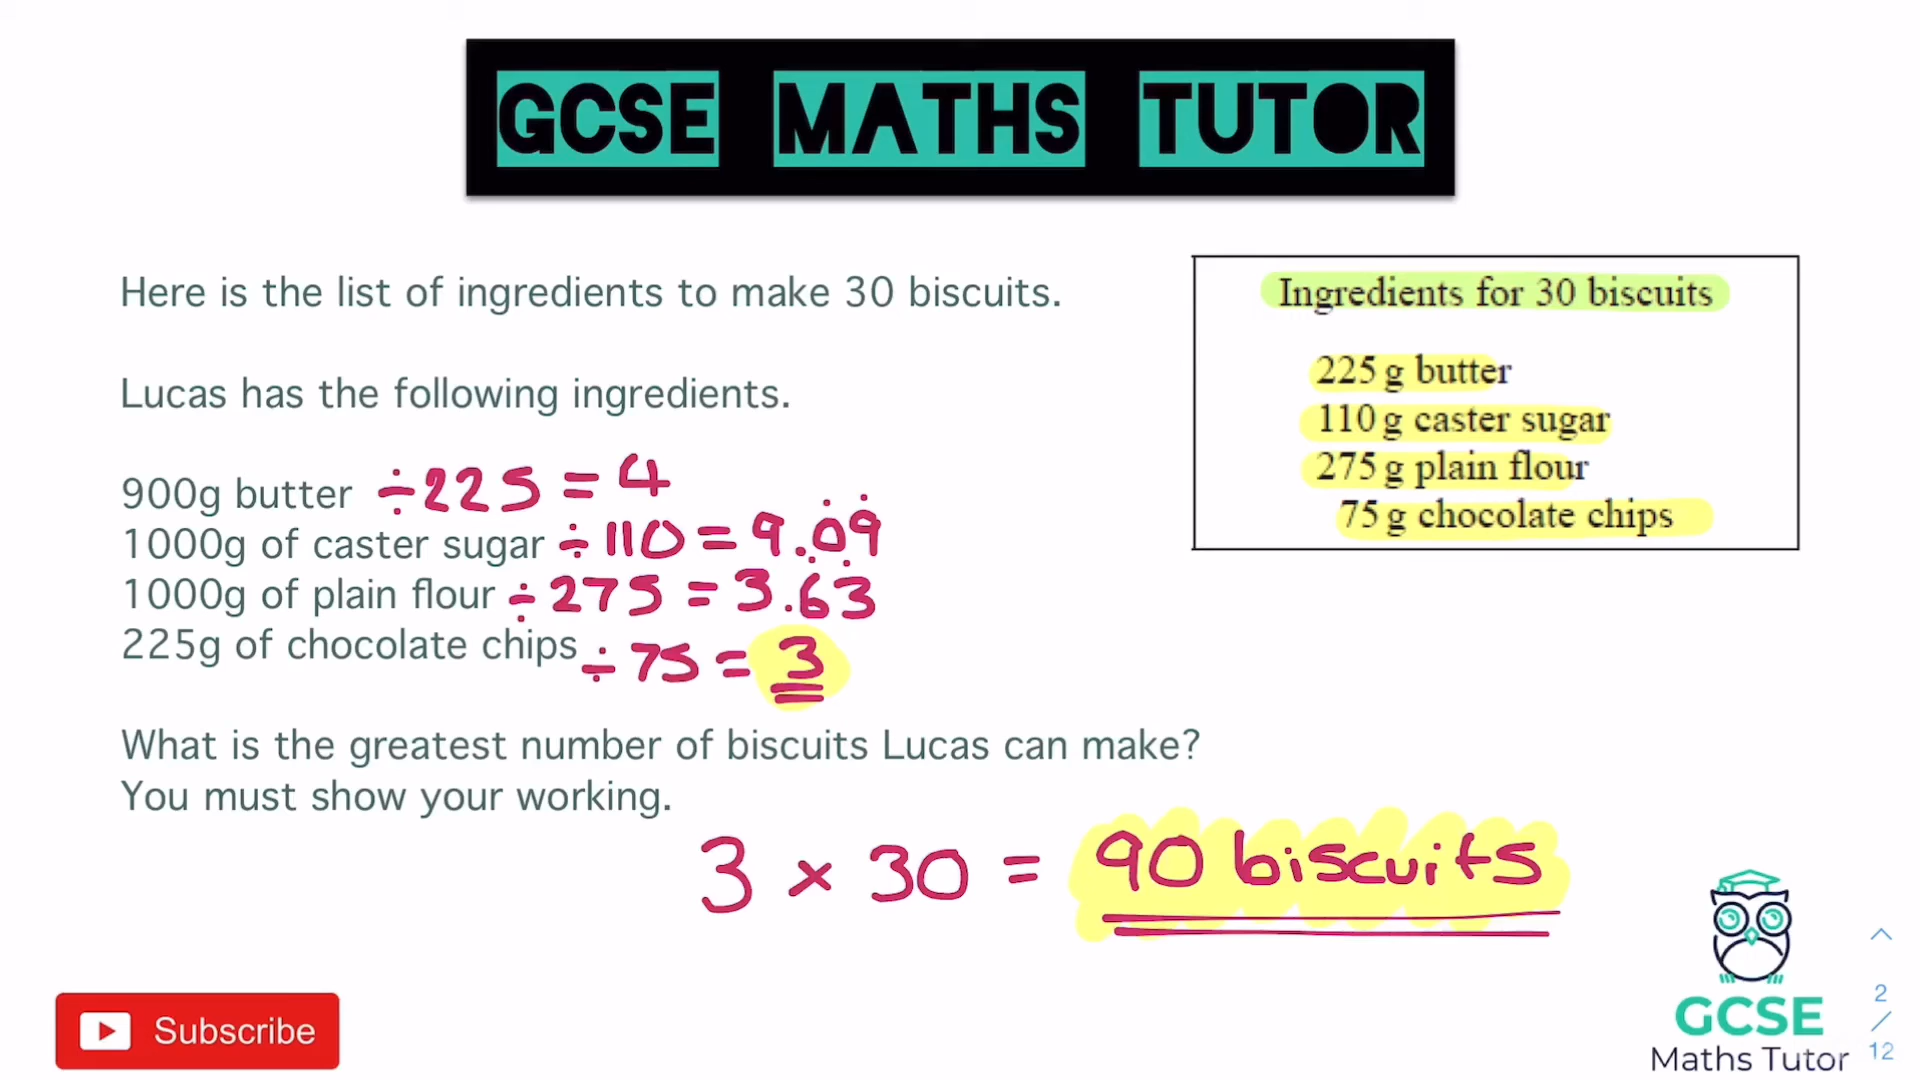 GCSE MATHS TUTOR
Here is the list of ingredients to make 30 biscuits.
Lucas has the following ingredients.
900g butter ÷225 = 4
1000g of caster sugar ÷110 = 9.0̇9̇
1000g of plain flour ÷275 = 3.6̇3̇
225g of chocolate chips ÷75 = 3
What is the greatest number of biscuits Lucas can make?
You must show your working.
3 × 30 = 90 biscuits
Ingredients for 30 biscuits
225 g butter
110 g caster sugar
275 g plain flour
75 g chocolate chips
Subscribe
GCSE
Maths Tutor
2
/
12